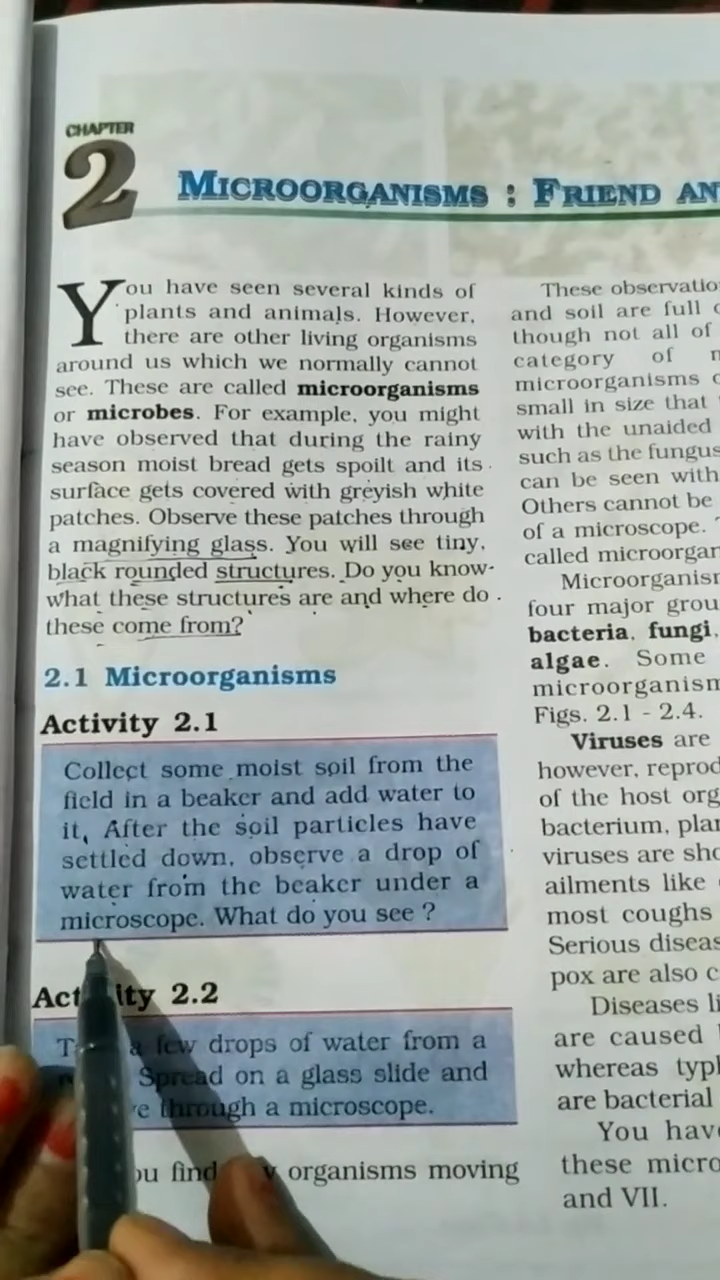 CHAPTER
2
MICROORGANISMS : FRIEND AN
You have seen several kinds of
plants and animals. However,
there are other living organisms
around us which we normally cannot
see. These are called microorganisms
or microbes. For example, you might
have observed that during the rainy
season moist bread gets spoilt and its
surface gets covered with greyish white
patches. Observe these patches through
a magnifying glass. You will see tiny,
black rounded structures. Do you know
what these structures are and where do
these come from?
2.1 Microorganisms
Activity 2.1
Collect some moist soil from the
field in a beaker and add water to
it. After the soil particles have
settled down, observe a drop of
water from the beaker under a
microscope. What do you see ?
Activity 2.2
a few drops of water from a
Spread on a glass slide and
through a microscope.
find organisms moving
These observatio
and soil are full
though not all of
category of
microorganisms
small in size that
with the unaided
such as the fungus
can be seen with
Others cannot be
of a microscope.
called microorgan
Microorganism
four major grou
bacteria, fungi,
algae. Some
microorganism
Figs. 2.1 - 2.4.
Viruses are
however, reprod
of the host org
bacterium, plan
viruses are sho
ailments like
most coughs
Serious diseas
pox are also c
Diseases li
are caused
whereas typh
are bacterial
You hav
these micro
and VII.